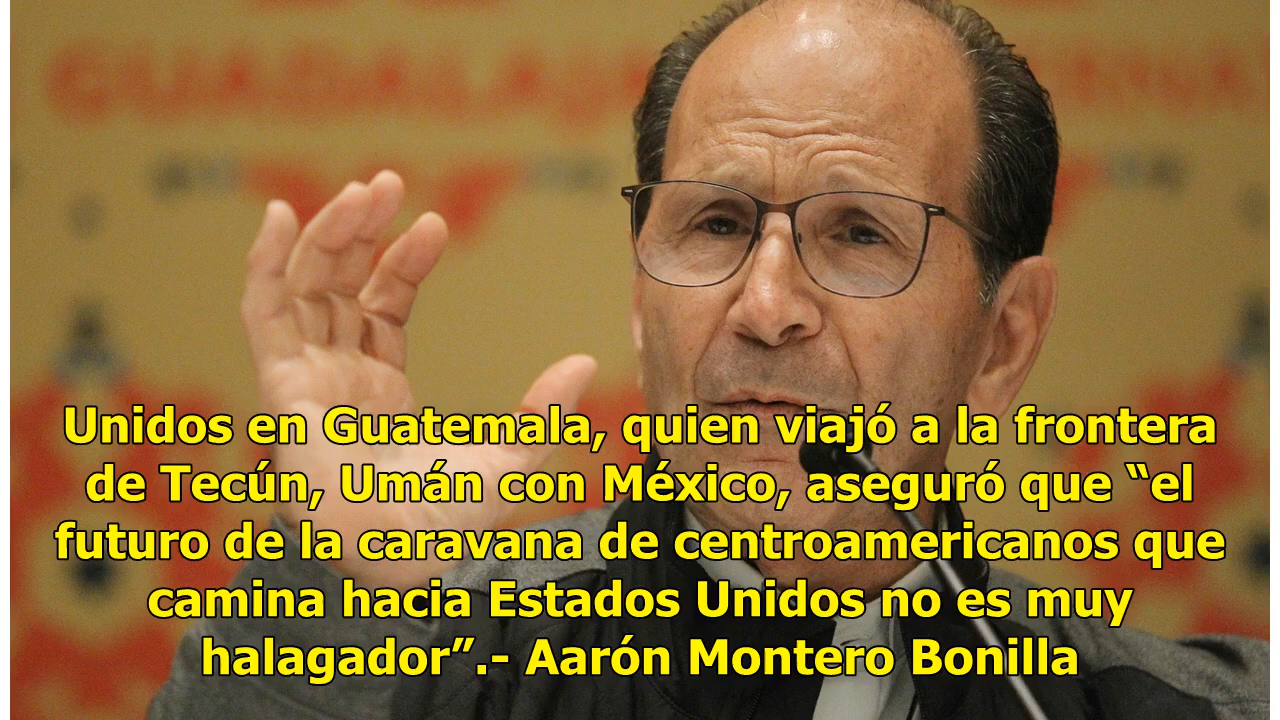 GUADALAJ
Unidos en Guatemala, quien viajó a la frontera
de Tecún, Umán con México, aseguró que “el
futuro de la caravana de centroamericanos que
camina hacia Estados Unidos no es muy
halagador”.- Aarón Montero Bonilla